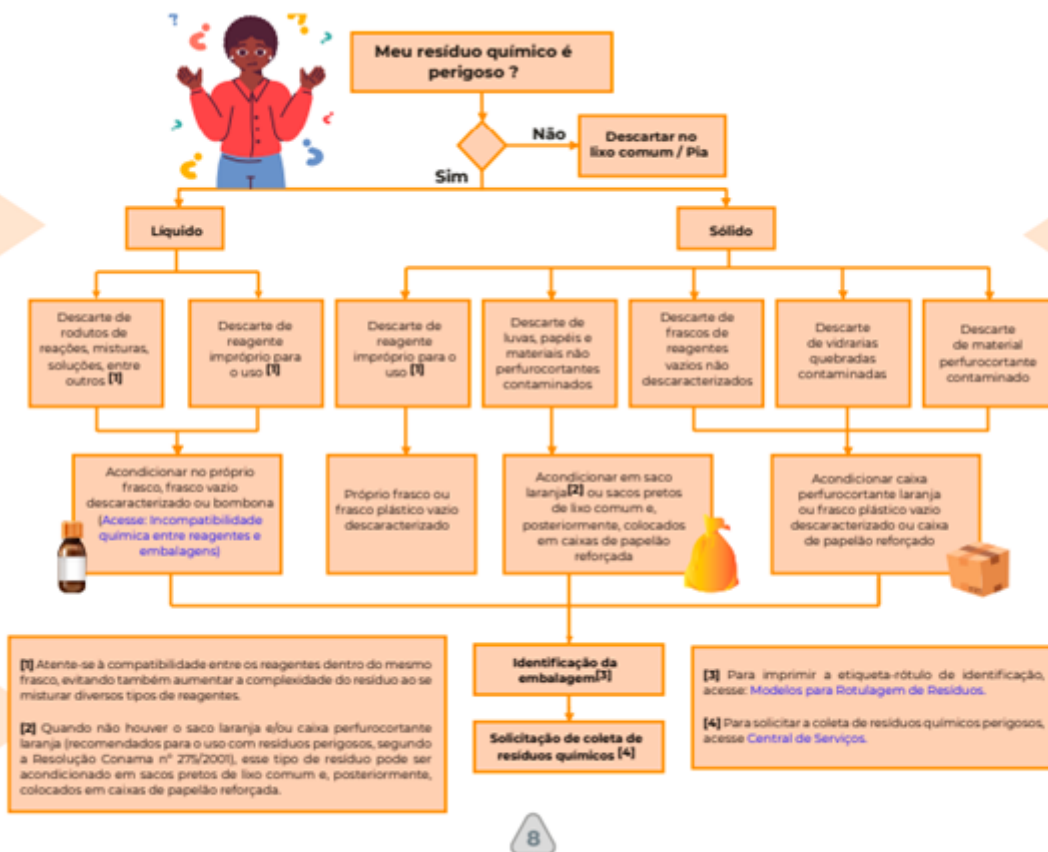 Meu resíduo químico é
perigoso ?
Não
Descartar no
lixo comum / Pia
Sim
Líquido
Sólido
Descarte de
rodutos de
reações, misturas,
soluções, entre
outros [1]
Descarte de
reagente
impróprio para
o uso [1]
Descarte de
reagente
impróprio para o
uso [1]
Descarte de
luvas, papéis e
materiais não
perfurocortantes
contaminados
Descarte de
frascos de
reagentes
vazios não
descaracterizados
Descarte
de vidrarias
quebradas
contaminadas
Descarte
de material
perfurocortante
contaminado
Acondicionar no próprio
frasco, frasco vazio
descaracterizado ou bombona
(Acesse: Incompatibilidade
química entre reagentes e
embalagens)
Próprio frasco ou
frasco plástico vazio
descaracterizado
Acondicionar em saco
laranja[2] ou sacos pretos
de lixo comum e,
posteriormente, colocados
em caixas de papelão
reforçada
Acondicionar caixa
perfurocortante laranja
ou frasco plástico vazio
descaracterizado ou caixa
de papelão reforçado
[1] Atente-se à compatibilidade entre os reagentes dentro do mesmo
frasco, evitando também aumentar a complexidade do resíduo ao se
misturar diversos tipos de reagentes.
[2] Quando não houver o saco laranja e/ou caixa perfurocortante
laranja (recomendados para o uso com resíduos perigosos, segundo
a Resolução Conama nº 275/2001), esse tipo de resíduo pode ser
acondicionado em sacos pretos de lixo comum e, posteriormente,
colocados em caixas de papelão reforçada.
Identificação da
embalagem[3]
Solicitação de coleta de
resíduos químicos [4]
[3] Para imprimir a etiqueta-rótulo de identificação,
acesse: Modelos para Rotulagem de Resíduos.
[4] Para solicitar a coleta de resíduos químicos perigosos,
acesse Central de Serviços.
8